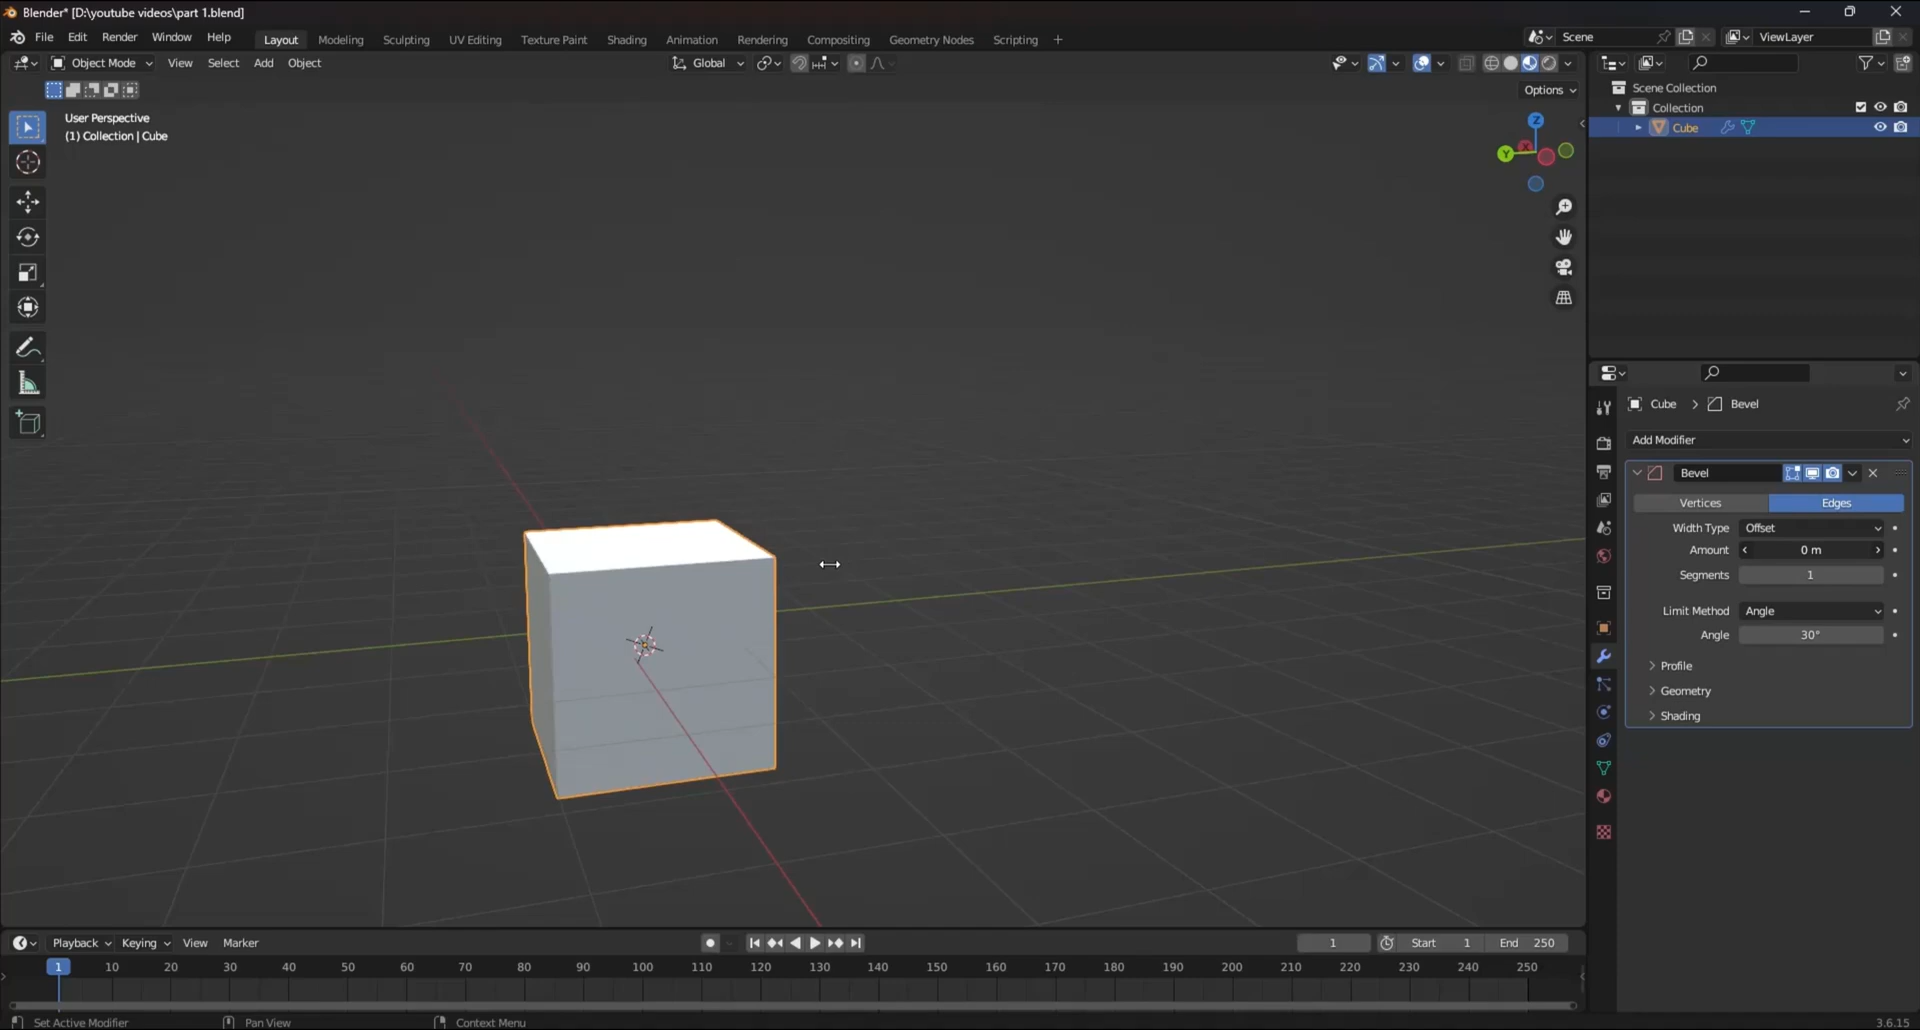 Blender* [D:\youtube videos\part 1.blend]
File Edit Render Window Help Layout Modeling Sculpting UV Editing Texture Paint Shading Animation Rendering Compositing Geometry Nodes Scripting + Scene ViewLayer
Object Mode View Select Add Object Global
Options
User Perspective
(1) Collection | Cube
Z
Y
X
Scene Collection
Collection
Cube
Cube > Bevel
Add Modifier
Bevel
Vertices Edges
Width Type Offset
Amount 0 m
Segments 1
Limit Method Angle
Angle 30°
Profile
Geometry
Shading
Playback Keying View Marker 1 Start 1 End 250
1 10 20 30 40 50 60 70 80 90 100 110 120 130 140 150 160 170 180 190 200 210 220 230 240 250
Set Active Modifier Pan View Context Menu 3.6.15